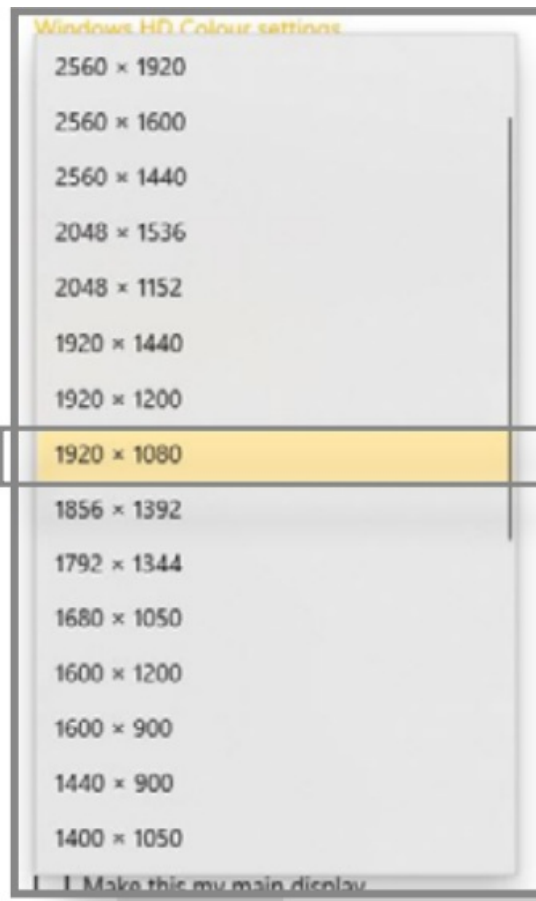 Windows HD Colour settings
2560 × 1920
2560 × 1600
2560 × 1440
2048 × 1536
2048 × 1152
1920 × 1440
1920 × 1200
1920 × 1080
1856 × 1392
1792 × 1344
1680 × 1050
1600 × 1200
1600 × 900
1440 × 900
1400 × 1050
Make this my main display